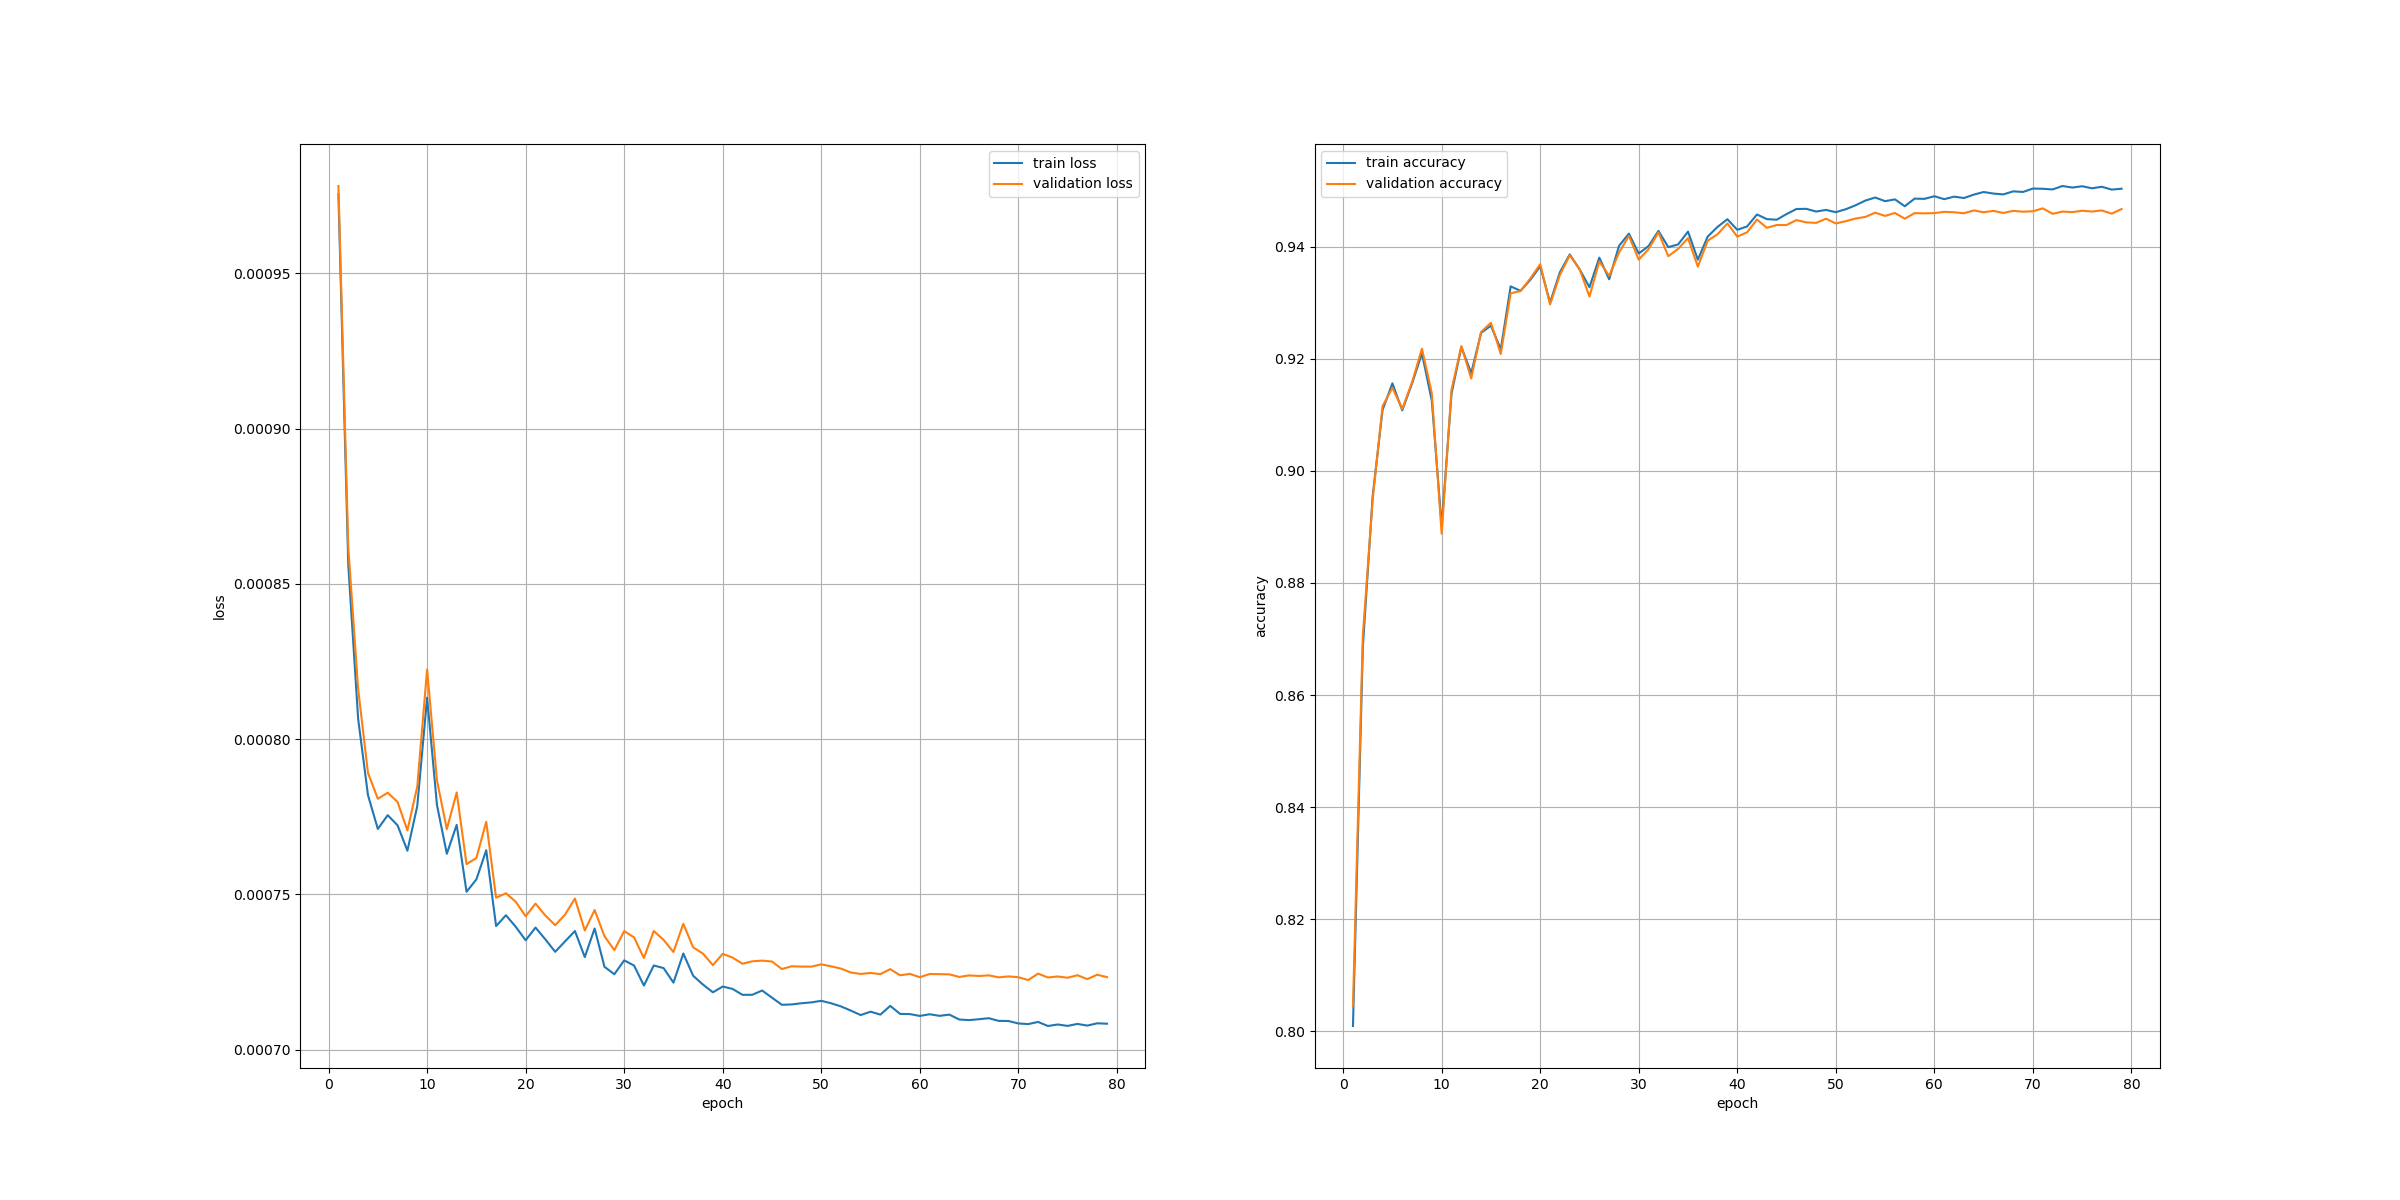 train loss
validation loss
0.00095
0.00090
0.00085
0.00080
0.00075
0.00070
loss
0 10 20 30 40 50 60 70 80
epoch
train accuracy
validation accuracy
0.94
0.92
0.90
0.88
0.86
0.84
0.82
0.80
accuracy
0 10 20 30 40 50 60 70 80
epoch